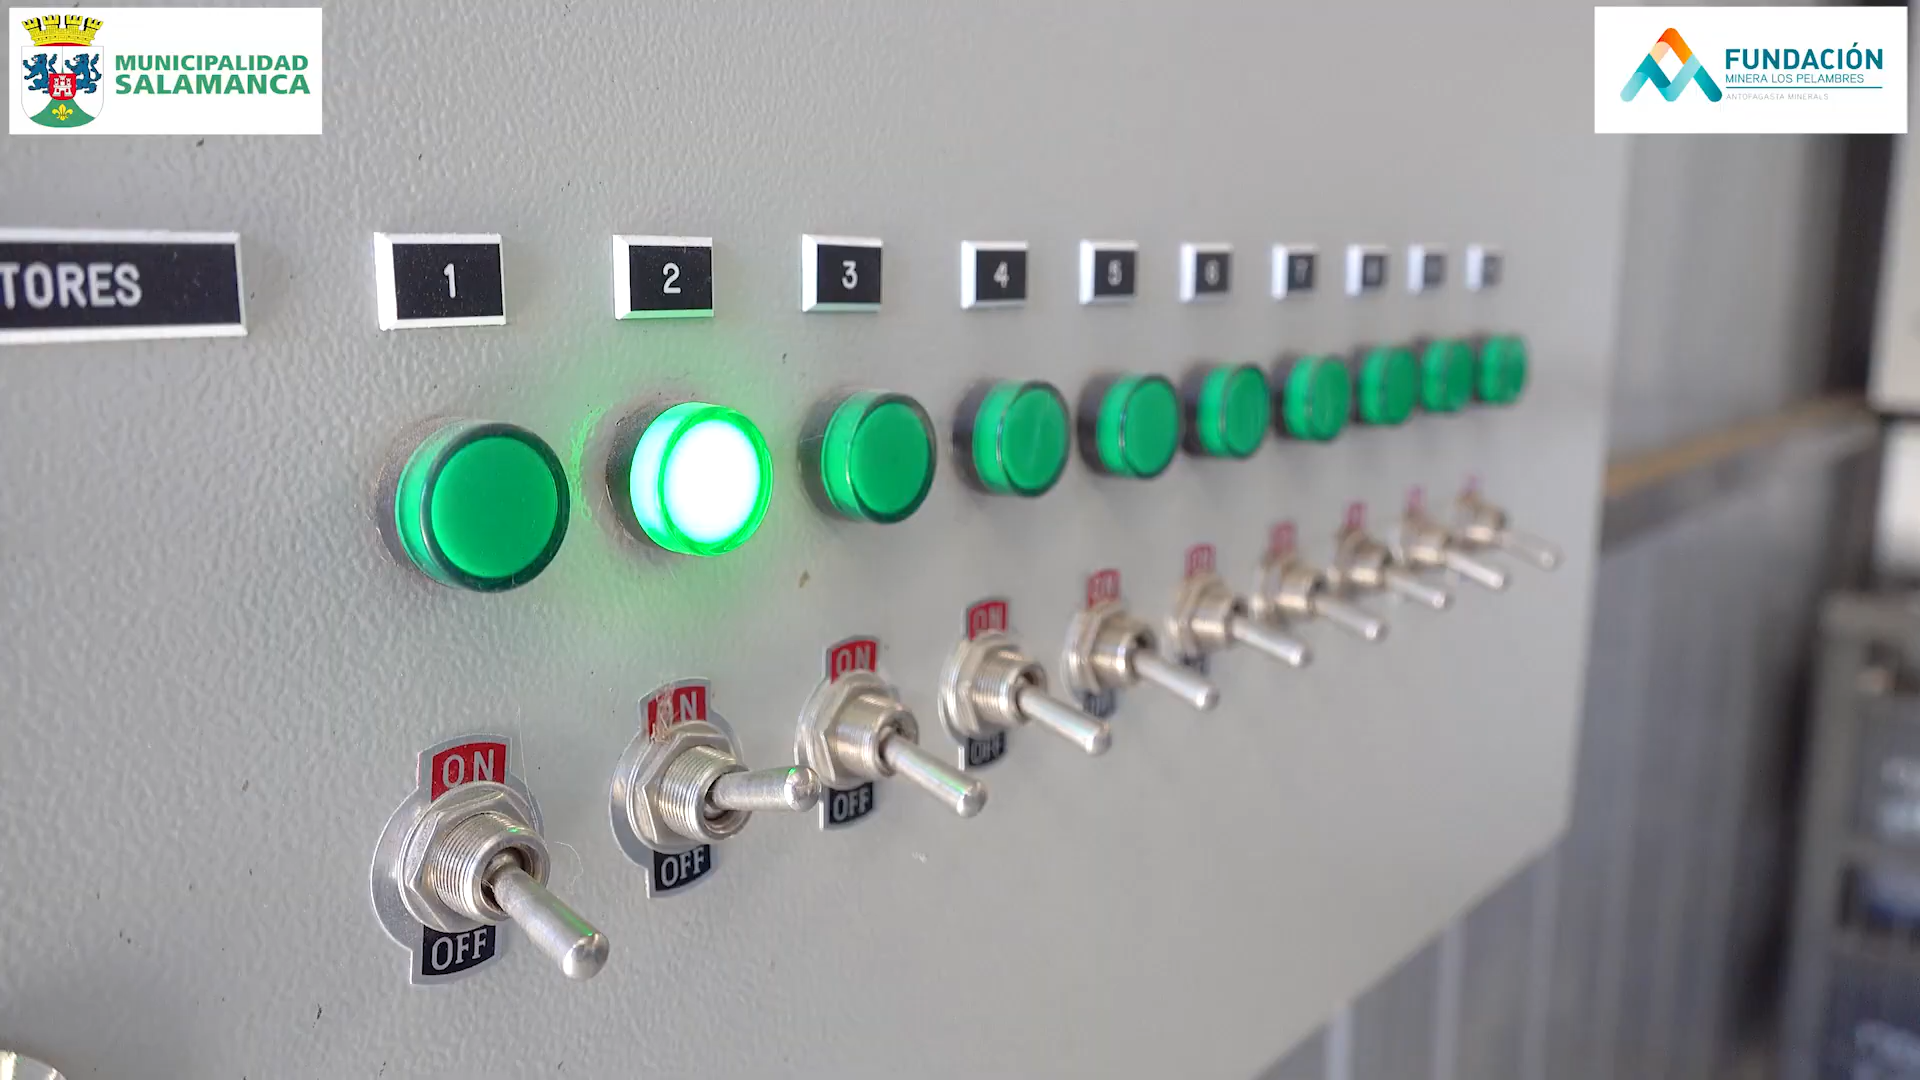 MUNICIPALIDAD
SALAMANCA
FUNDACIÓN
MINERA LOS PELAMBRES
ANTOFAGASTA MINERALS
TORES
1 2 3 4 5 6 7
ON ON ON ON
OFF OFF OFF OFF